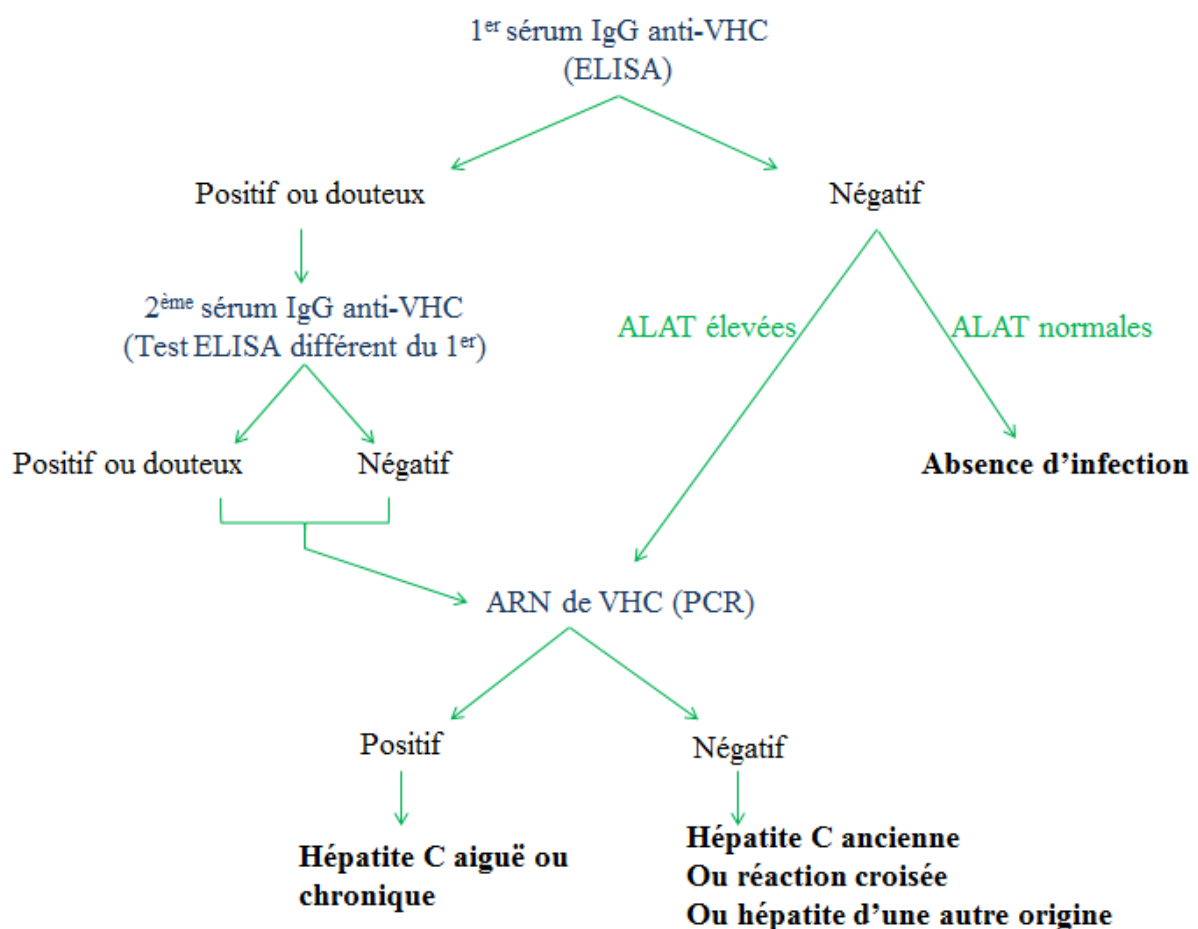 1er sérum IgG anti-VHC
(ELISA)
Positif ou douteux
Négatif
2ème sérum IgG anti-VHC
(Test ELISA différent du 1er)
ALAT élevées
ALAT normales
Positif ou douteux
Négatif
Absence d’infection
ARN de VHC (PCR)
Positif
Négatif
Hépatite C aiguë ou
chronique
Hépatite C ancienne
Ou réaction croisée
Ou hépatite d’une autre origine